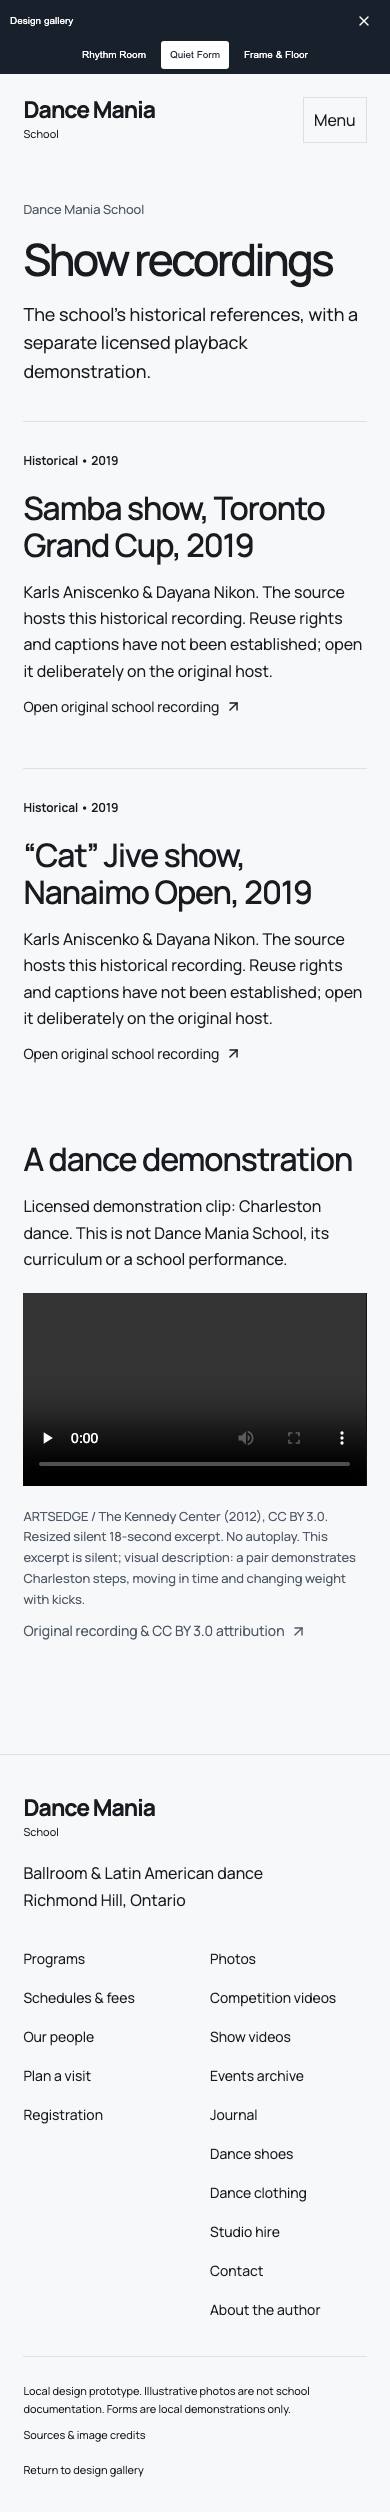 Design gallery
Rhythm Room
Quiet Form
Frame & Floor
Dance Mania
School
Menu
Dance Mania School
Show recordings
The school's historical references, with a
separate licensed playback
demonstration.
Historical • 2019
Samba show, Toronto
Grand Cup, 2019
Karls Aniscenko & Dayana Nikon. The source
hosts this historical recording. Reuse rights
and captions have not been established; open
it deliberately on the original host.
Open original school recording
Historical • 2019
“Cat” Jive show,
Nanaimo Open, 2019
Karls Aniscenko & Dayana Nikon. The source
hosts this historical recording. Reuse rights
and captions have not been established; open
it deliberately on the original host.
Open original school recording
A dance demonstration
Licensed demonstration clip: Charleston
dance. This is not Dance Mania School, its
curriculum or a school performance.
0:00
ARTSEDGE / The Kennedy Center (2012), CC BY 3.0.
Resized silent 18-second excerpt. No autoplay. This
excerpt is silent; visual description: a pair demonstrates
Charleston steps, moving in time and changing weight
with kicks.
Original recording & CC BY 3.0 attribution
Dance Mania
School
Ballroom & Latin American dance
Richmond Hill, Ontario
Programs
Schedules & fees
Our people
Plan a visit
Registration
Photos
Competition videos
Show videos
Events archive
Journal
Dance shoes
Dance clothing
Studio hire
Contact
About the author
Local design prototype. Illustrative photos are not school
documentation. Forms are local demonstrations only.
Sources & image credits
Return to design gallery